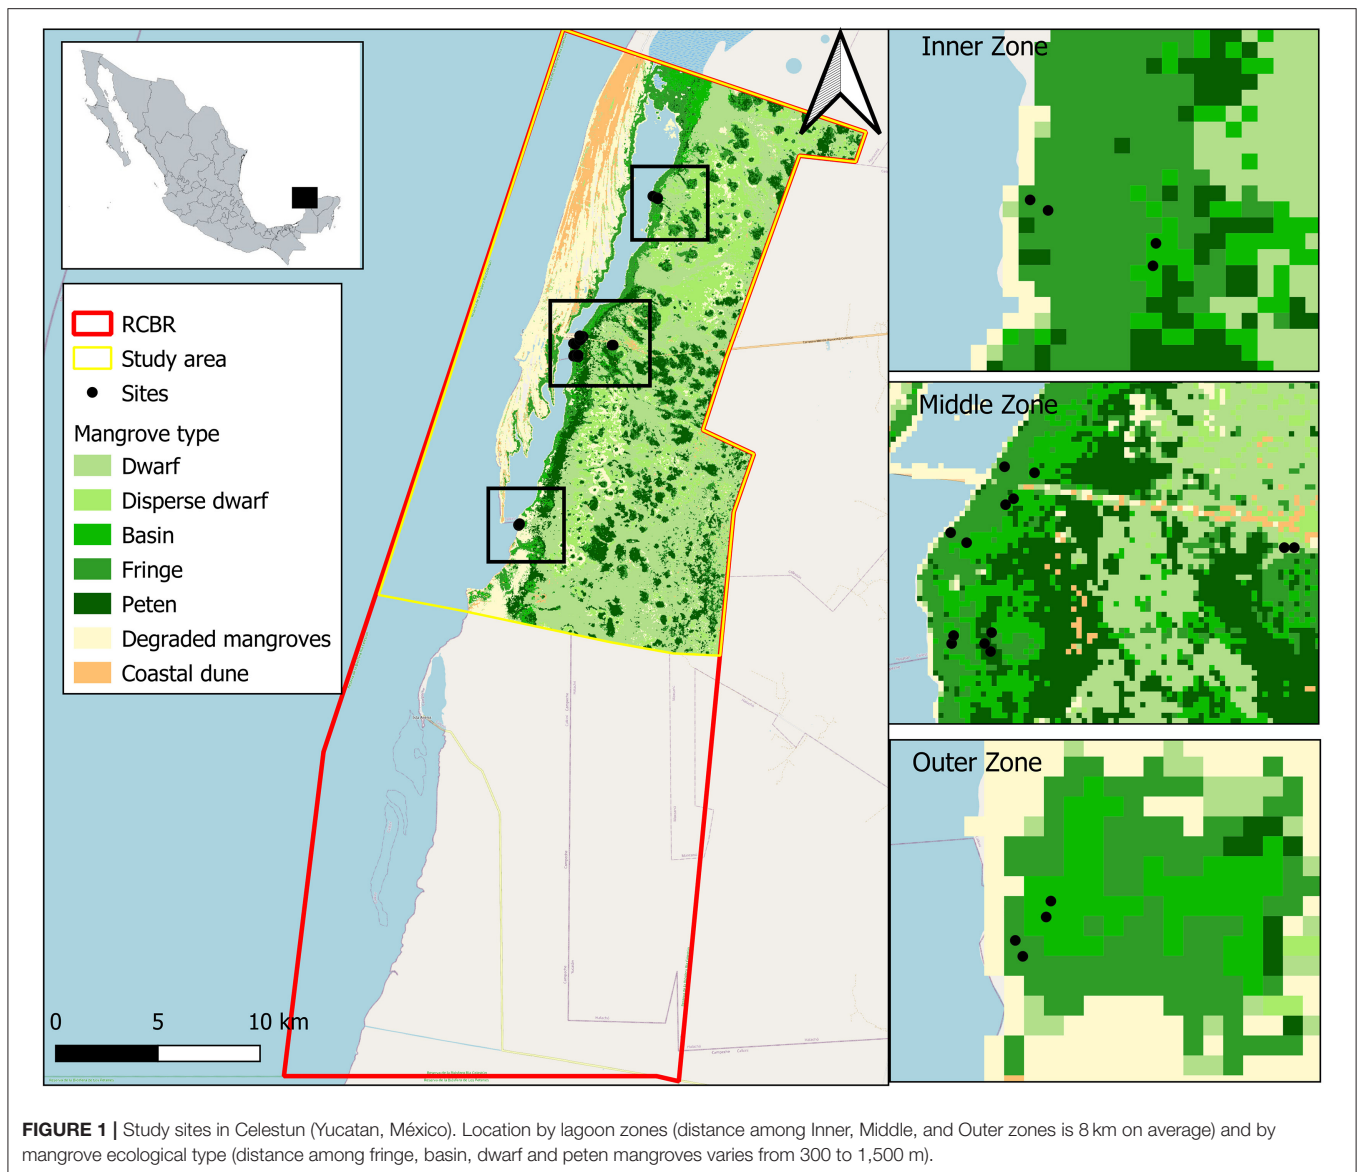 RCBR
Study area
Sites
Mangrove type
Dwarf
Disperse dwarf
Basin
Fringe
Peten
Degraded mangroves
Coastal dune
0 5 10 km
Inner Zone
Middle Zone
Outer Zone
FIGURE 1 | Study sites in Celestun (Yucatan, México). Location by lagoon zones (distance among Inner, Middle, and Outer zones is 8 km on average) and by
mangrove ecological type (distance among fringe, basin, dwarf and peten mangroves varies from 300 to 1,500 m).